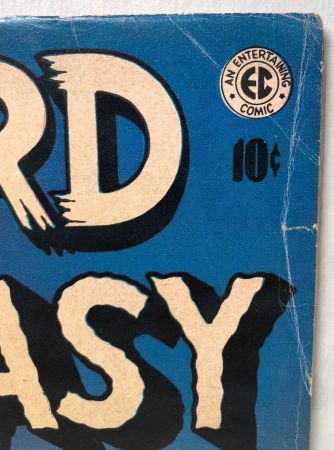 RD
AN ENTERTAINING
EC
COMIC
10¢
ASY